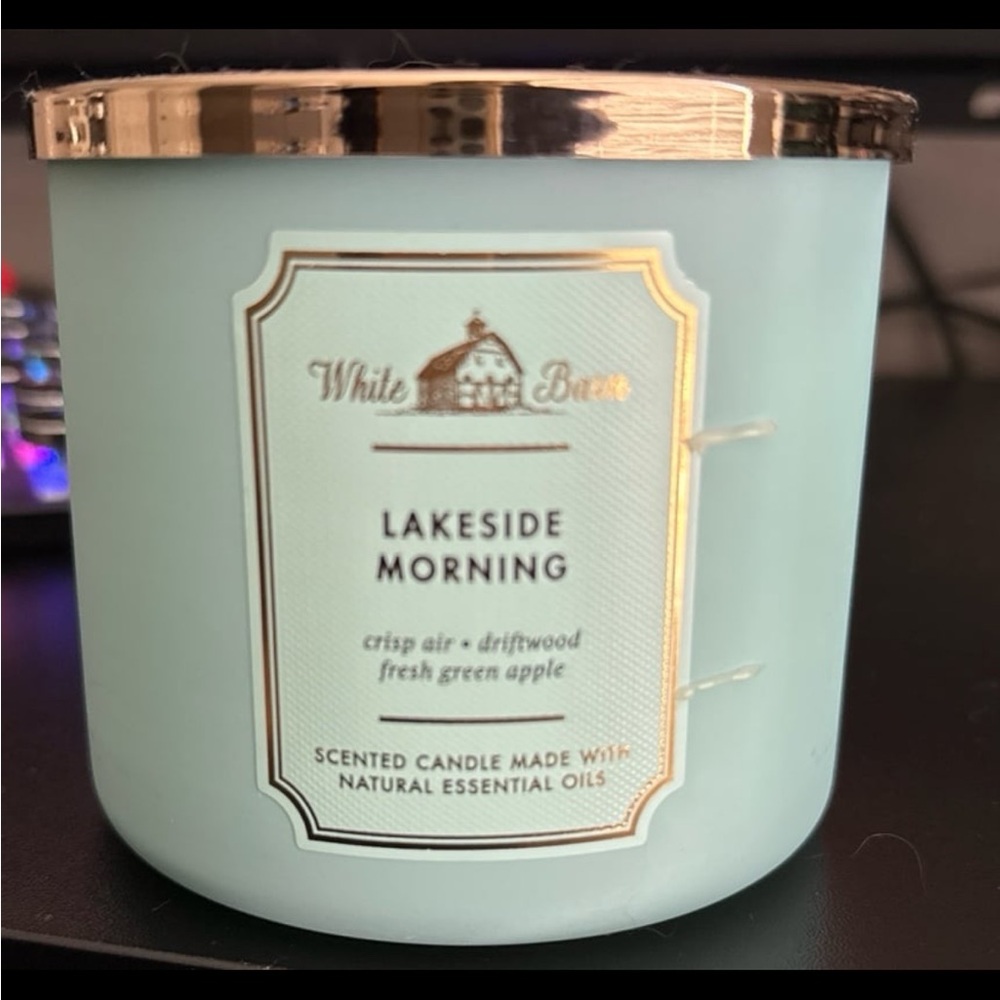 White Barn
LAKESIDE
MORNING
crisp air • driftwood
fresh green apple
SCENTED CANDLE MADE WITH
NATURAL ESSENTIAL OILS